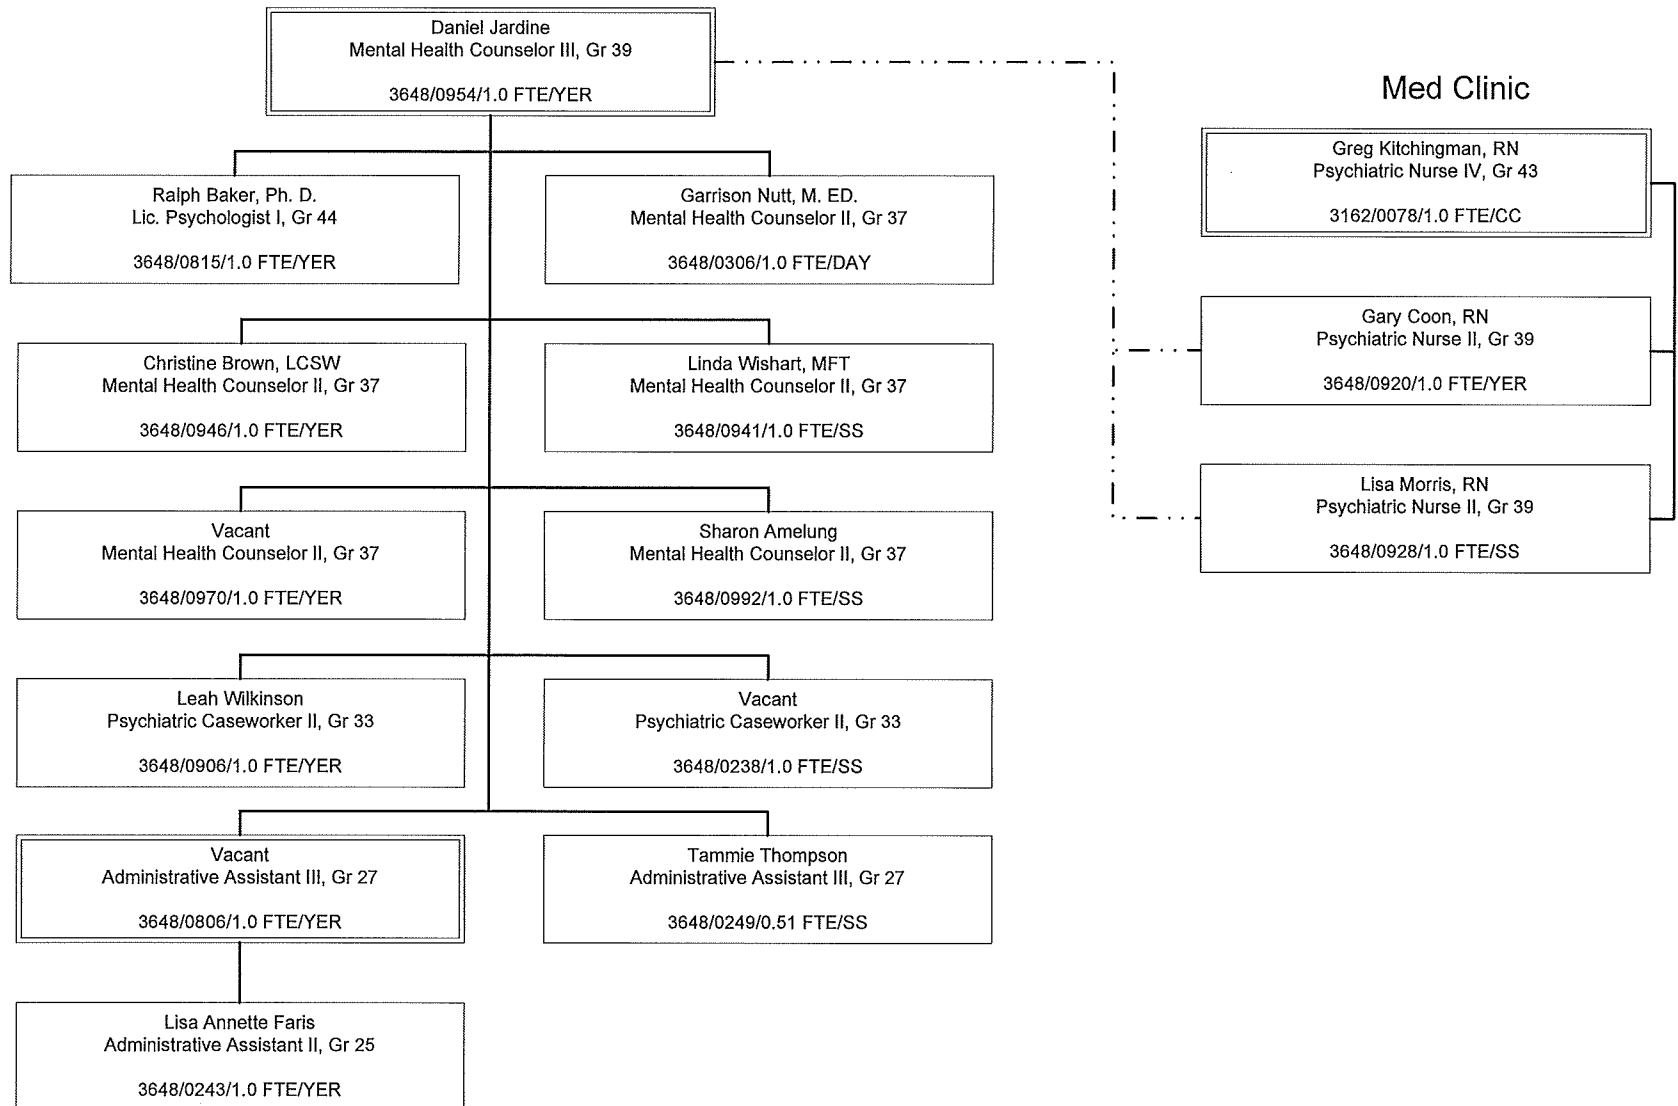 Daniel Jardine
Mental Health Counselor III, Gr 39
3648/0954/1.0 FTE/YER
Ralph Baker, Ph. D.
Lic. Psychologist I, Gr 44
3648/0815/1.0 FTE/YER
Garrison Nutt, M. ED.
Mental Health Counselor II, Gr 37
3648/0306/1.0 FTE/DAY
Christine Brown, LCSW
Mental Health Counselor II, Gr 37
3648/0946/1.0 FTE/YER
Linda Wishart, MFT
Mental Health Counselor II, Gr 37
3648/0941/1.0 FTE/SS
Vacant
Mental Health Counselor II, Gr 37
3648/0970/1.0 FTE/YER
Sharon Amelung
Mental Health Counselor II, Gr 37
3648/0992/1.0 FTE/SS
Leah Wilkinson
Psychiatric Caseworker II, Gr 33
3648/0906/1.0 FTE/YER
Vacant
Psychiatric Caseworker II, Gr 33
3648/0238/1.0 FTE/SS
Vacant
Administrative Assistant III, Gr 27
3648/0806/1.0 FTE/YER
Tammie Thompson
Administrative Assistant III, Gr 27
3648/0249/0.51 FTE/SS
Lisa Annette Faris
Administrative Assistant II, Gr 25
3648/0243/1.0 FTE/YER
Med Clinic
Greg Kitchingman, RN
Psychiatric Nurse IV, Gr 43
3162/0078/1.0 FTE/CC
Gary Coon, RN
Psychiatric Nurse II, Gr 39
3648/0920/1.0 FTE/YER
Lisa Morris, RN
Psychiatric Nurse II, Gr 39
3648/0928/1.0 FTE/SS